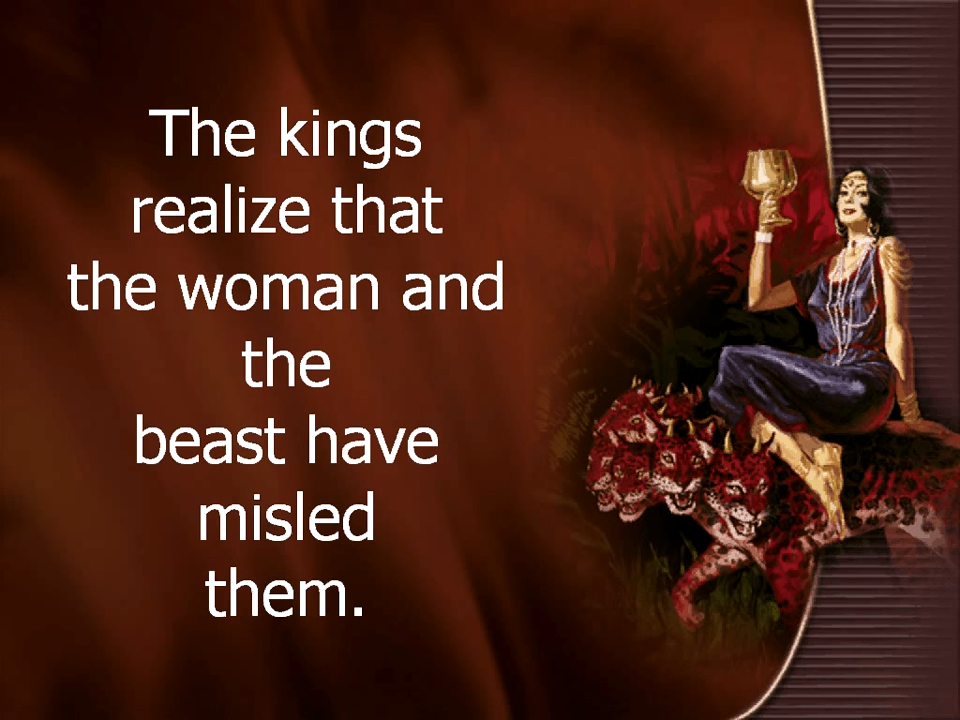 The kings
realize that
the woman and
the
beast have
misled
them.